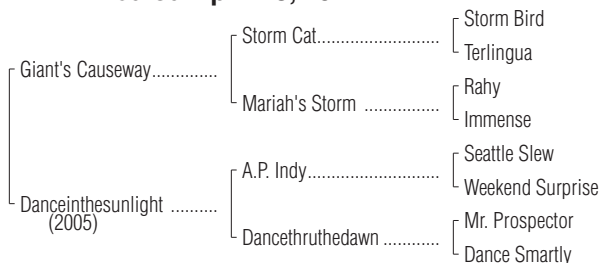 Storm Bird
Storm Cat..............................
Terlingua
Giant's Causeway................
Rahy
Mariah's Storm ..................
Immense
Seattle Slew
A.P. Indy................................
Weekend Surprise
Danceinthesunlight ...........
(2005)
Mr. Prospector
Dancethruthedawn .............
Dance Smartly